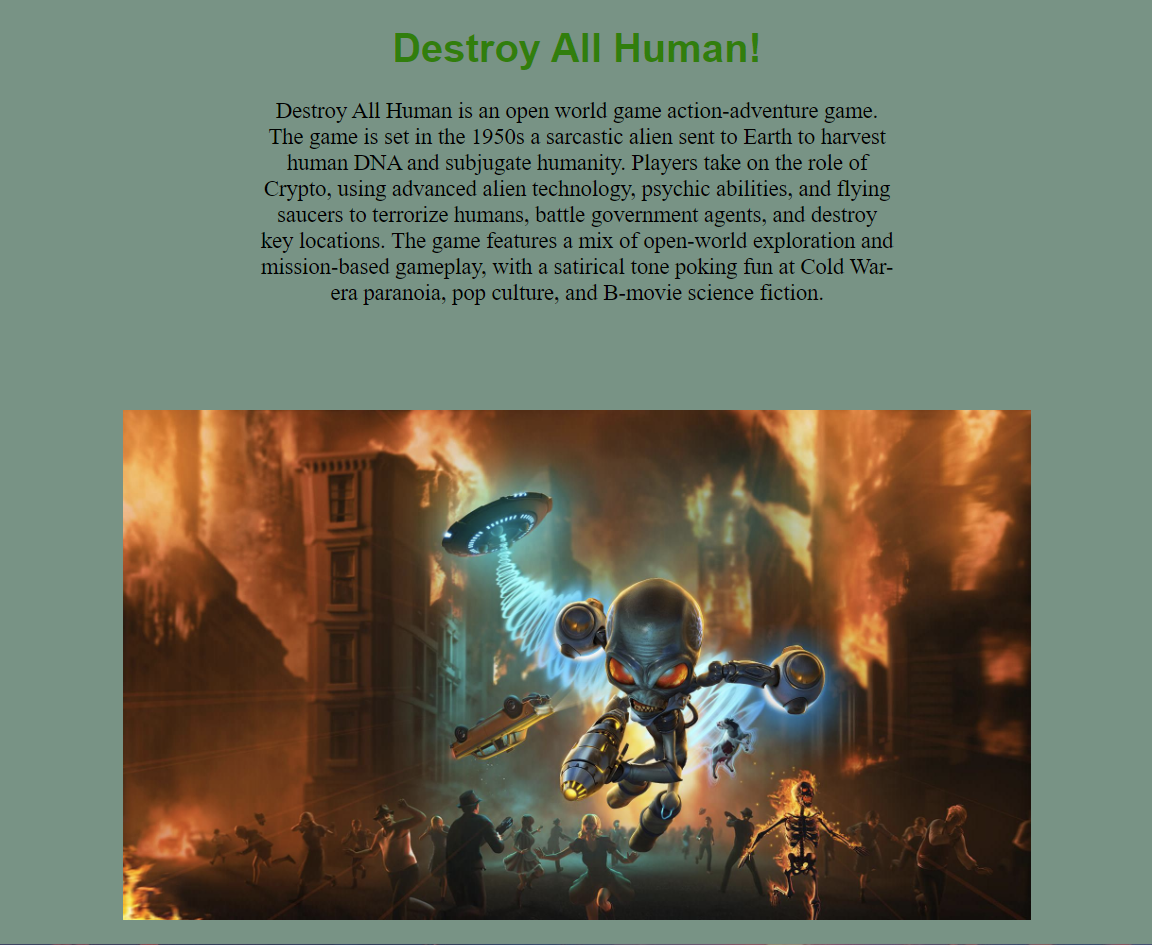 Destroy All Human!
Destroy All Human is an open world game action-adventure game.
The game is set in the 1950s a sarcastic alien sent to Earth to harvest
human DNA and subjugate humanity. Players take on the role of
Crypto, using advanced alien technology, psychic abilities, and flying
saucers to terrorize humans, battle government agents, and destroy
key locations. The game features a mix of open-world exploration and
mission-based gameplay, with a satirical tone poking fun at Cold War-
era paranoia, pop culture, and B-movie science fiction.